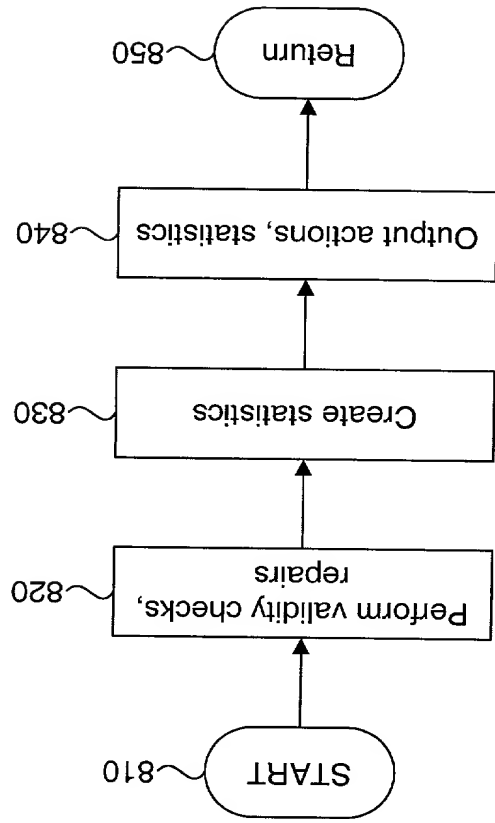 START
810
Perform validity checks,
repairs
820
Create statistics
830
Output actions, statistics
840
Return
850